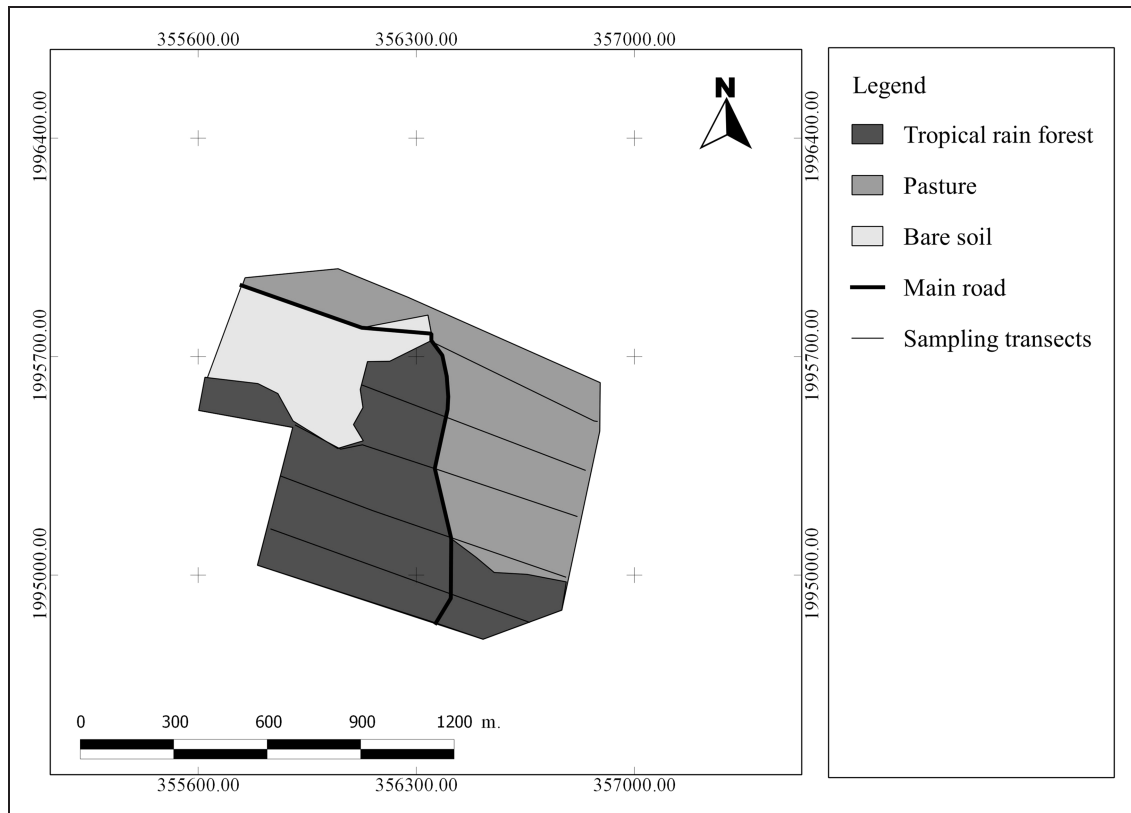 355600.00 356300.00 357000.00
N
1996400.00 1996400.00
1995700.00 1995700.00
1995000.00 1995000.00
0 300 600 900 1200 m.
355600.00 356300.00 357000.00
Legend
Tropical rain forest
Pasture
Bare soil
Main road
Sampling transects